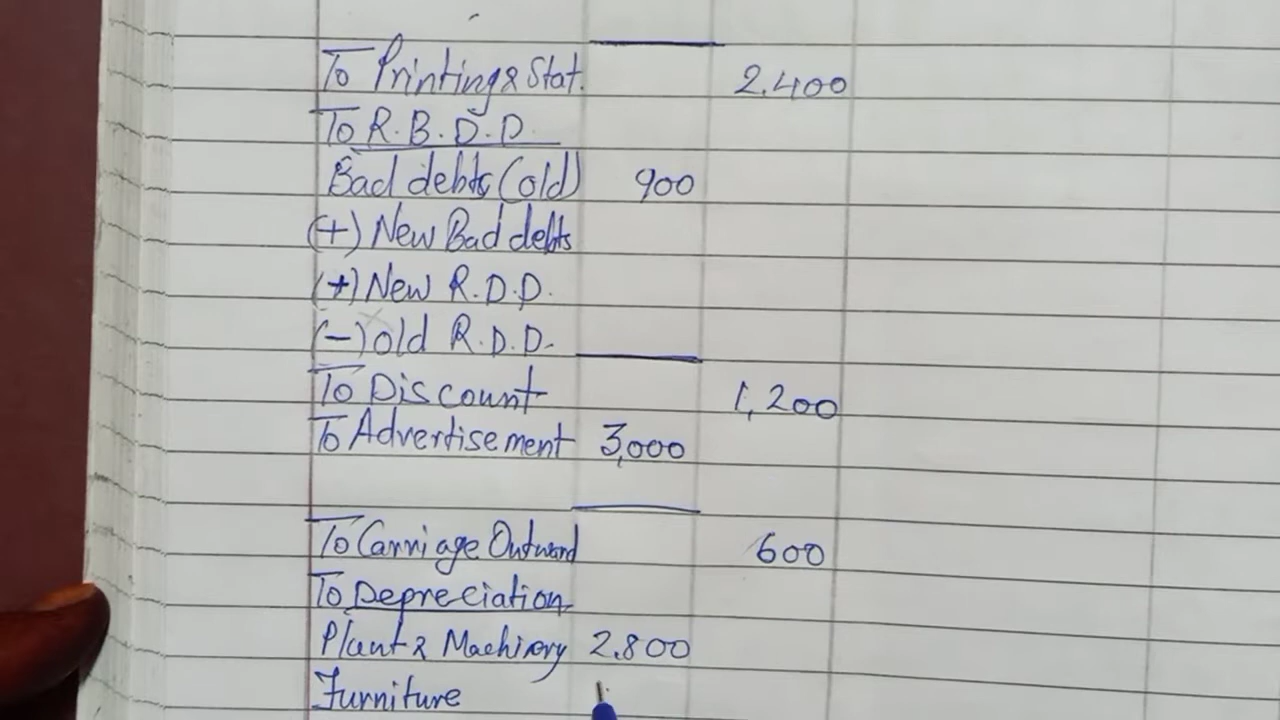 To Printing & Stat. 2,400
To R.B.D.D.
Bad debts (old) 900
(+) New Bad debts
(+) New R.D.D.
(-) old R.D.D.
To Discount 1,200
To Advertisement 3,000
To Carriage Outward 600
To Depreciation
Plant & Machinery 2,800
Furniture